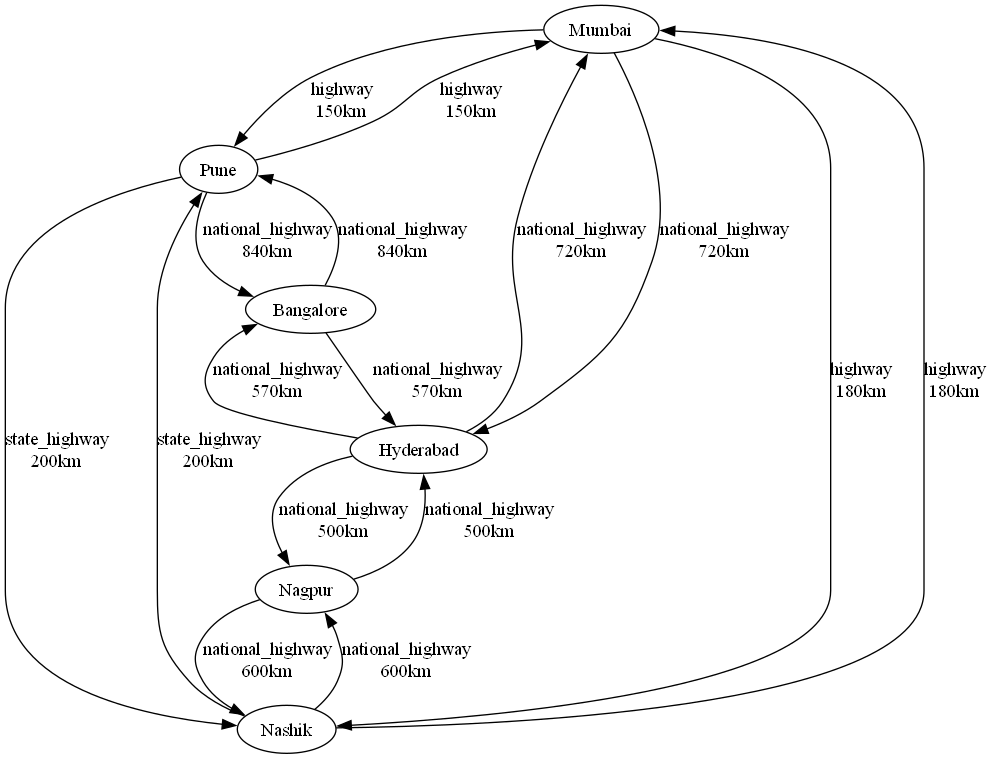 Mumbai
highway
150km
highway
150km
Pune
national_highway
840km
national_highway
840km
national_highway
720km
national_highway
720km
Bangalore
national_highway
570km
national_highway
570km
highway
180km
highway
180km
state_highway
200km
state_highway
200km
Hyderabad
national_highway
500km
national_highway
500km
Nagpur
national_highway
600km
national_highway
600km
Nashik